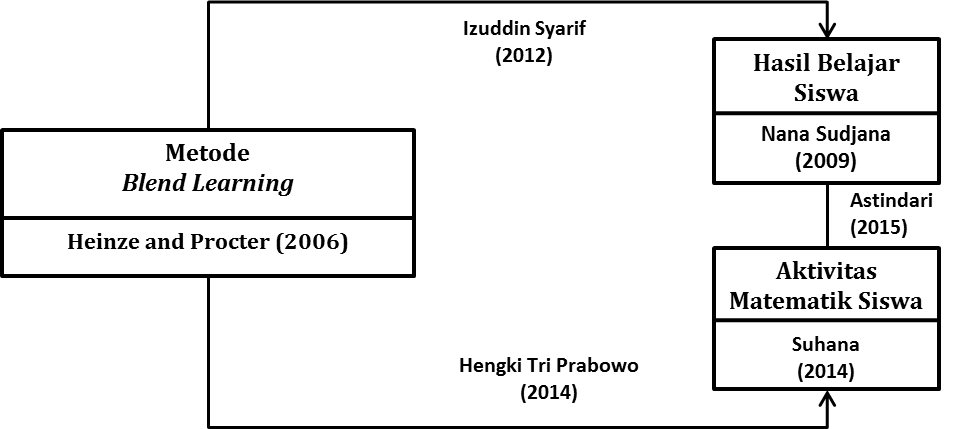 Izuddin Syarif
(2012)
Hasil Belajar
Siswa
Nana Sudjana
(2009)
Metode
Blend Learning
Heinze and Procter (2006)
Astindari
(2015)
Aktivitas
Matematik Siswa
Suhana
(2014)
Hengki Tri Prabowo
(2014)